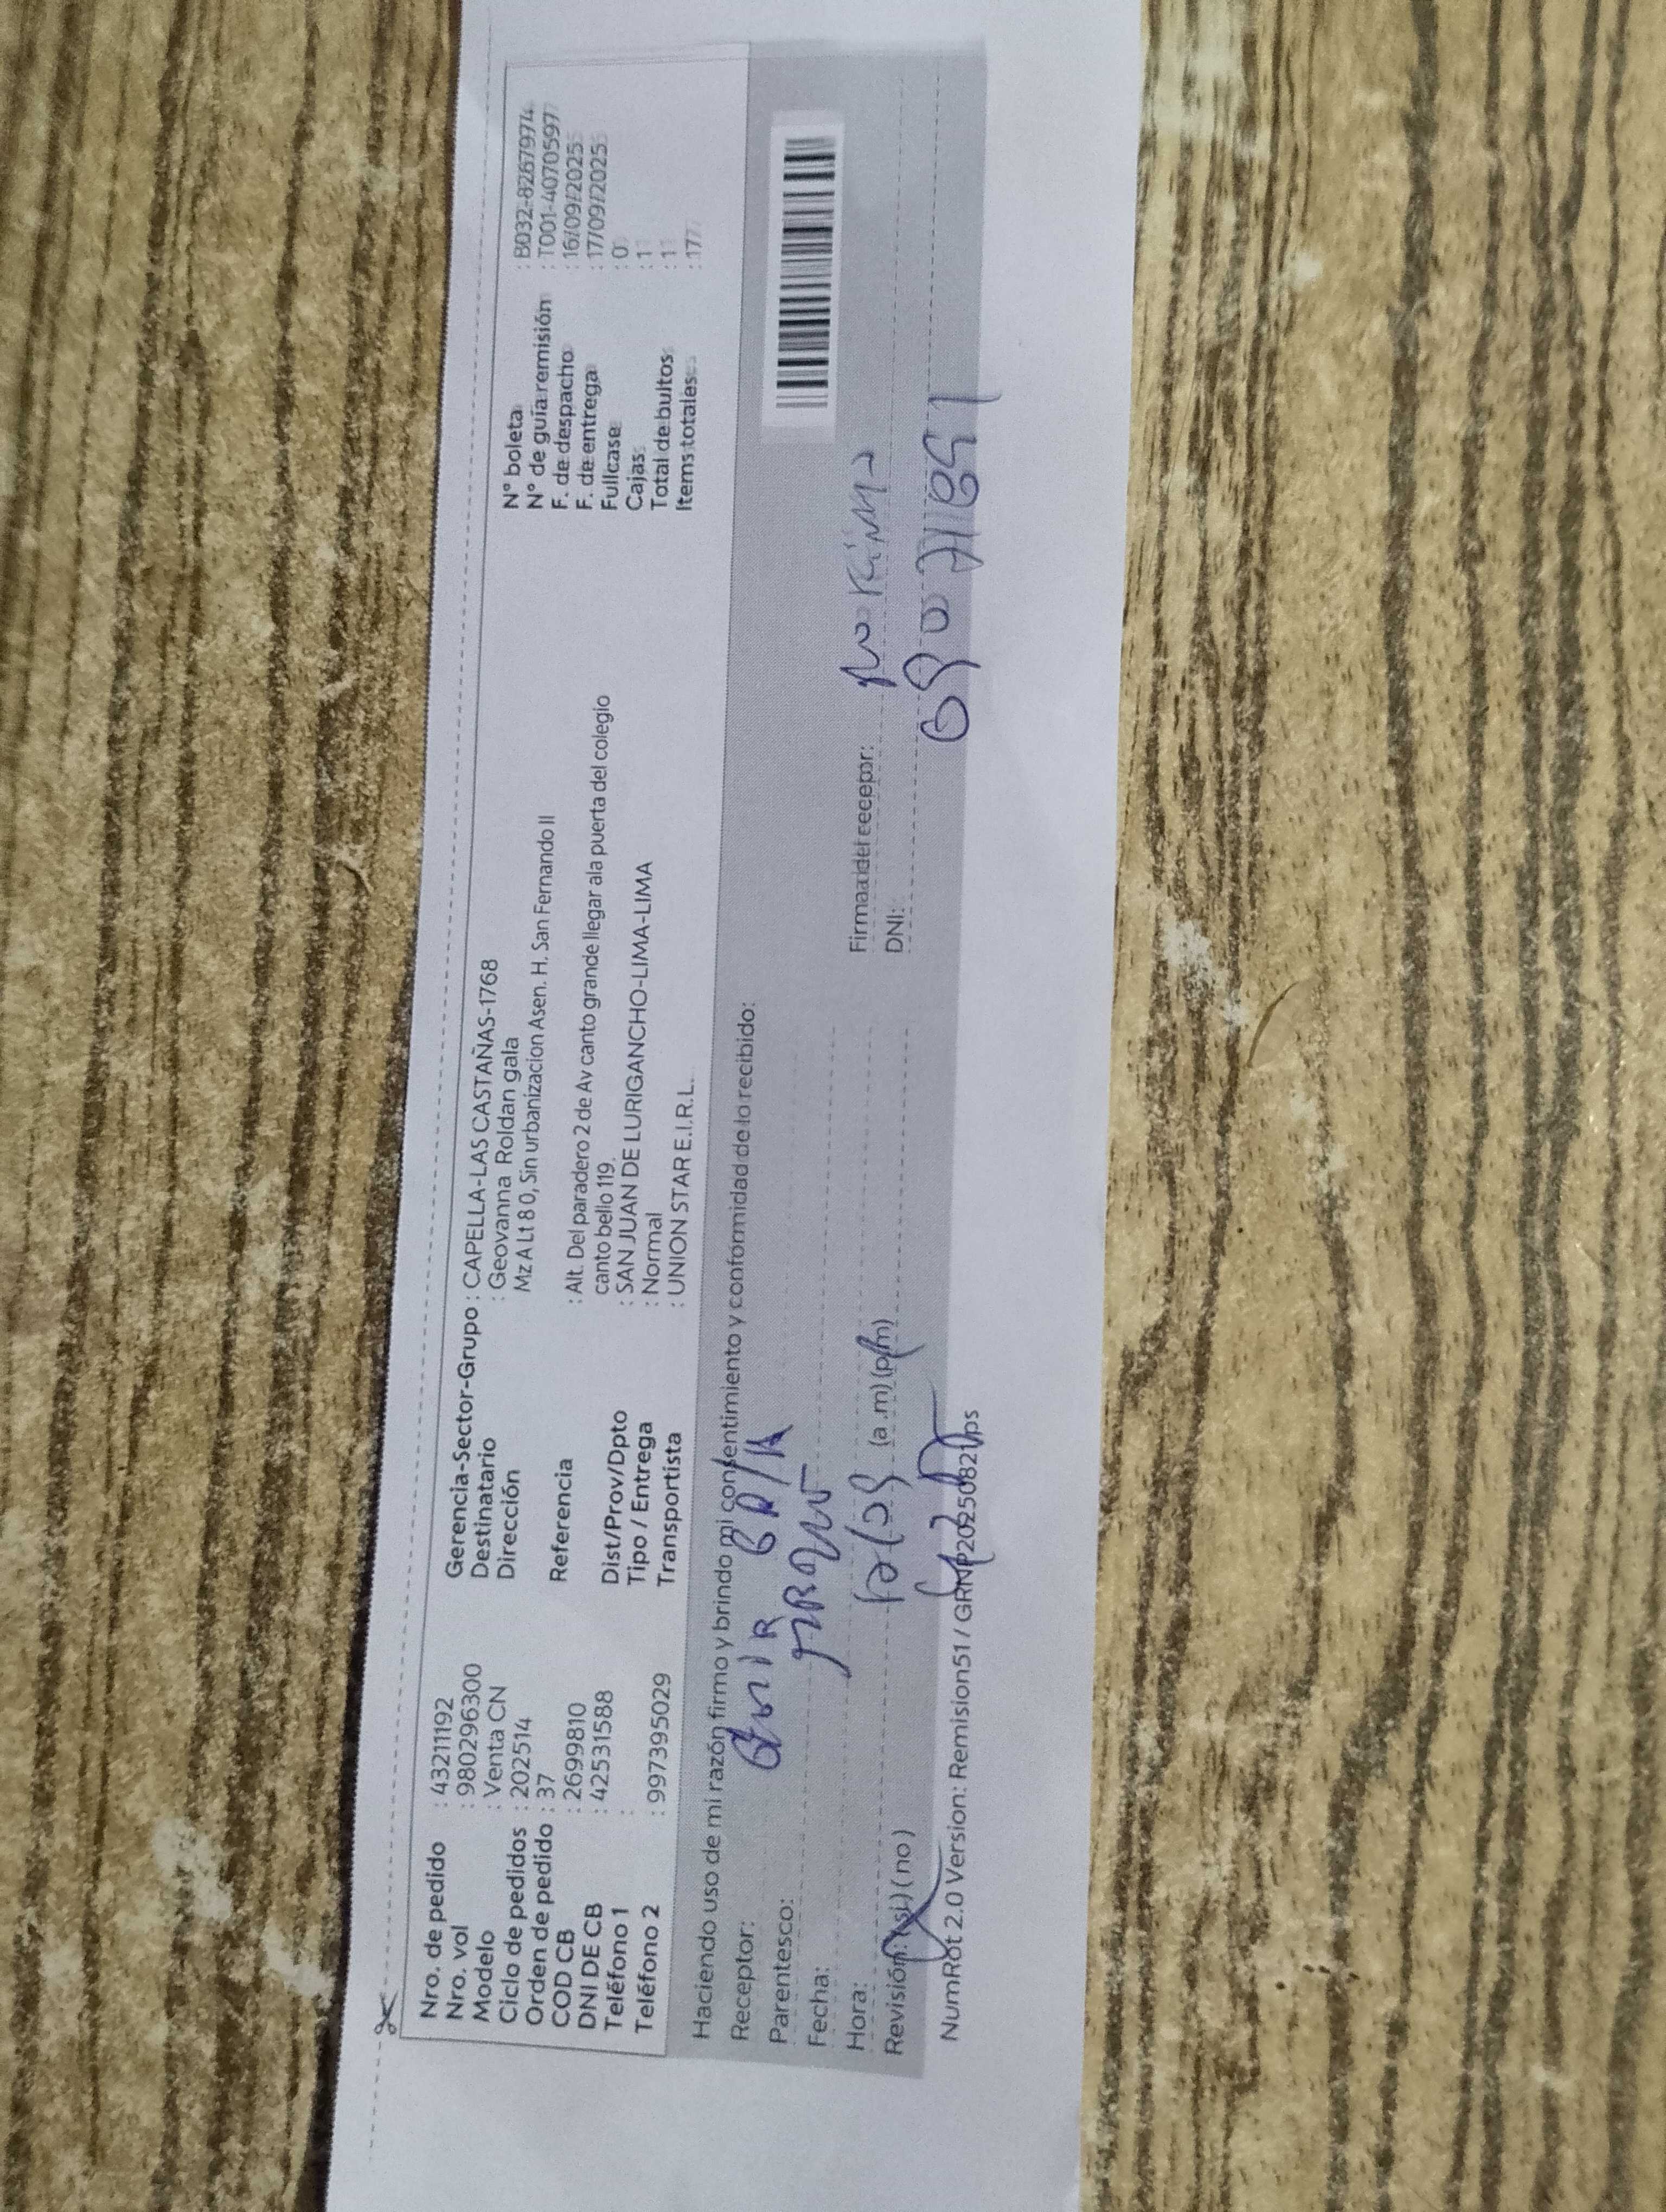 Nro. de pedido : 43211192
Nro. vol : 980296300
Modelo : Venta CN
Ciclo de pedidos : 202514
Orden de pedido : 37
COD CB : 2699810
DNI DE CB : 42531588
Teléfono 1 :
Teléfono 2 : 997395029
Gerencia-Sector-Grupo : CAPELLA-LAS CASTAÑAS-1768
Destinatario : Geovanna Roldan gala
Dirección Mz A Lt 8 0, Sin urbanizacion Asen. H. San Fernando II
Referencia : Alt. Del paradero 2 de Av canto grande llegar ala puerta del colegio
canto bello 119.
Dist/Prov/Dpto : SAN JUAN DE LURIGANCHO-LIMA-LIMA
Tipo / Entrega : Normal
Transportista : UNION STAR E.I.R.L.
N° boleta : B032-8267974
N° de guía remisión : T001-40705597
F. de despacho : 16/09/2025
F. de entrega : 17/09/2025
Fullcase : 0
Cajas : 1
Total de bultos : 1
Items totales : 177
Haciendo uso de mi razón firmo y brindo mi consentimiento y conformidad de lo recibido:
Receptor:
Parentesco:
Fecha:
Hora: (a.m) (p.m)
Revisión: (si) (no)
Firma del receptor:
DNI:
NumRot 2.0 Version: Remision51 / GRNP20250821vps